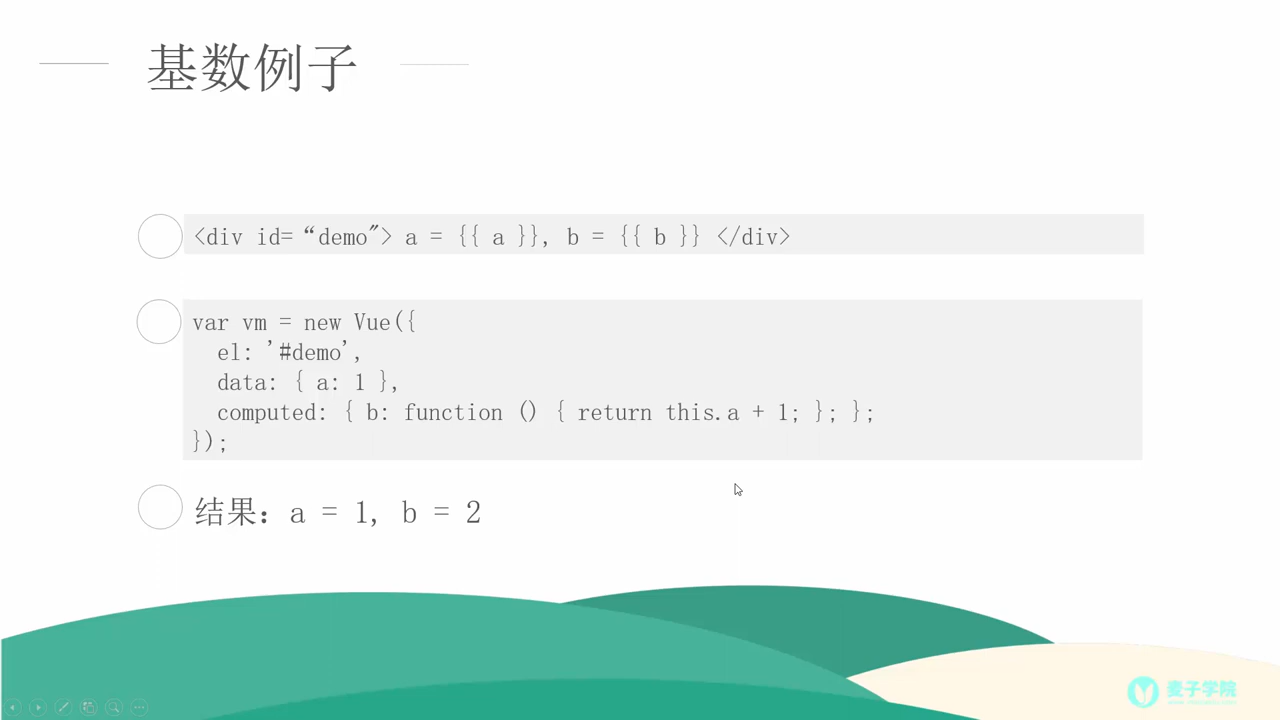 基数例子
<div id=“demo"> a = {{ a }}, b = {{ b }} </div>
var vm = new Vue({
  el: '#demo',
  data: { a: 1 },
  computed: { b: function () { return this.a + 1; }; };
});
结果: a = 1, b = 2
麦子学院